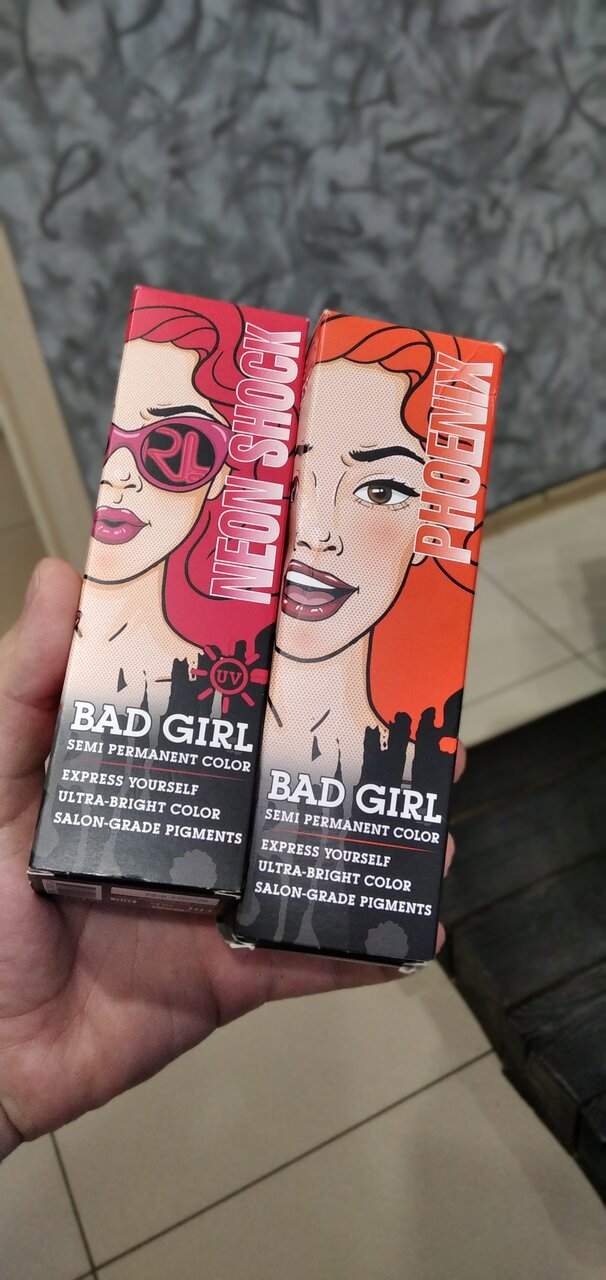 NEON SHOCK
UV
BAD GIRL
SEMI PERMANENT COLOR
EXPRESS YOURSELF
ULTRA-BRIGHT COLOR
SALON-GRADE PIGMENTS
PHOENIX
BAD GIRL
SEMI PERMANENT COLOR
EXPRESS YOURSELF
ULTRA-BRIGHT COLOR
SALON-GRADE PIGMENTS